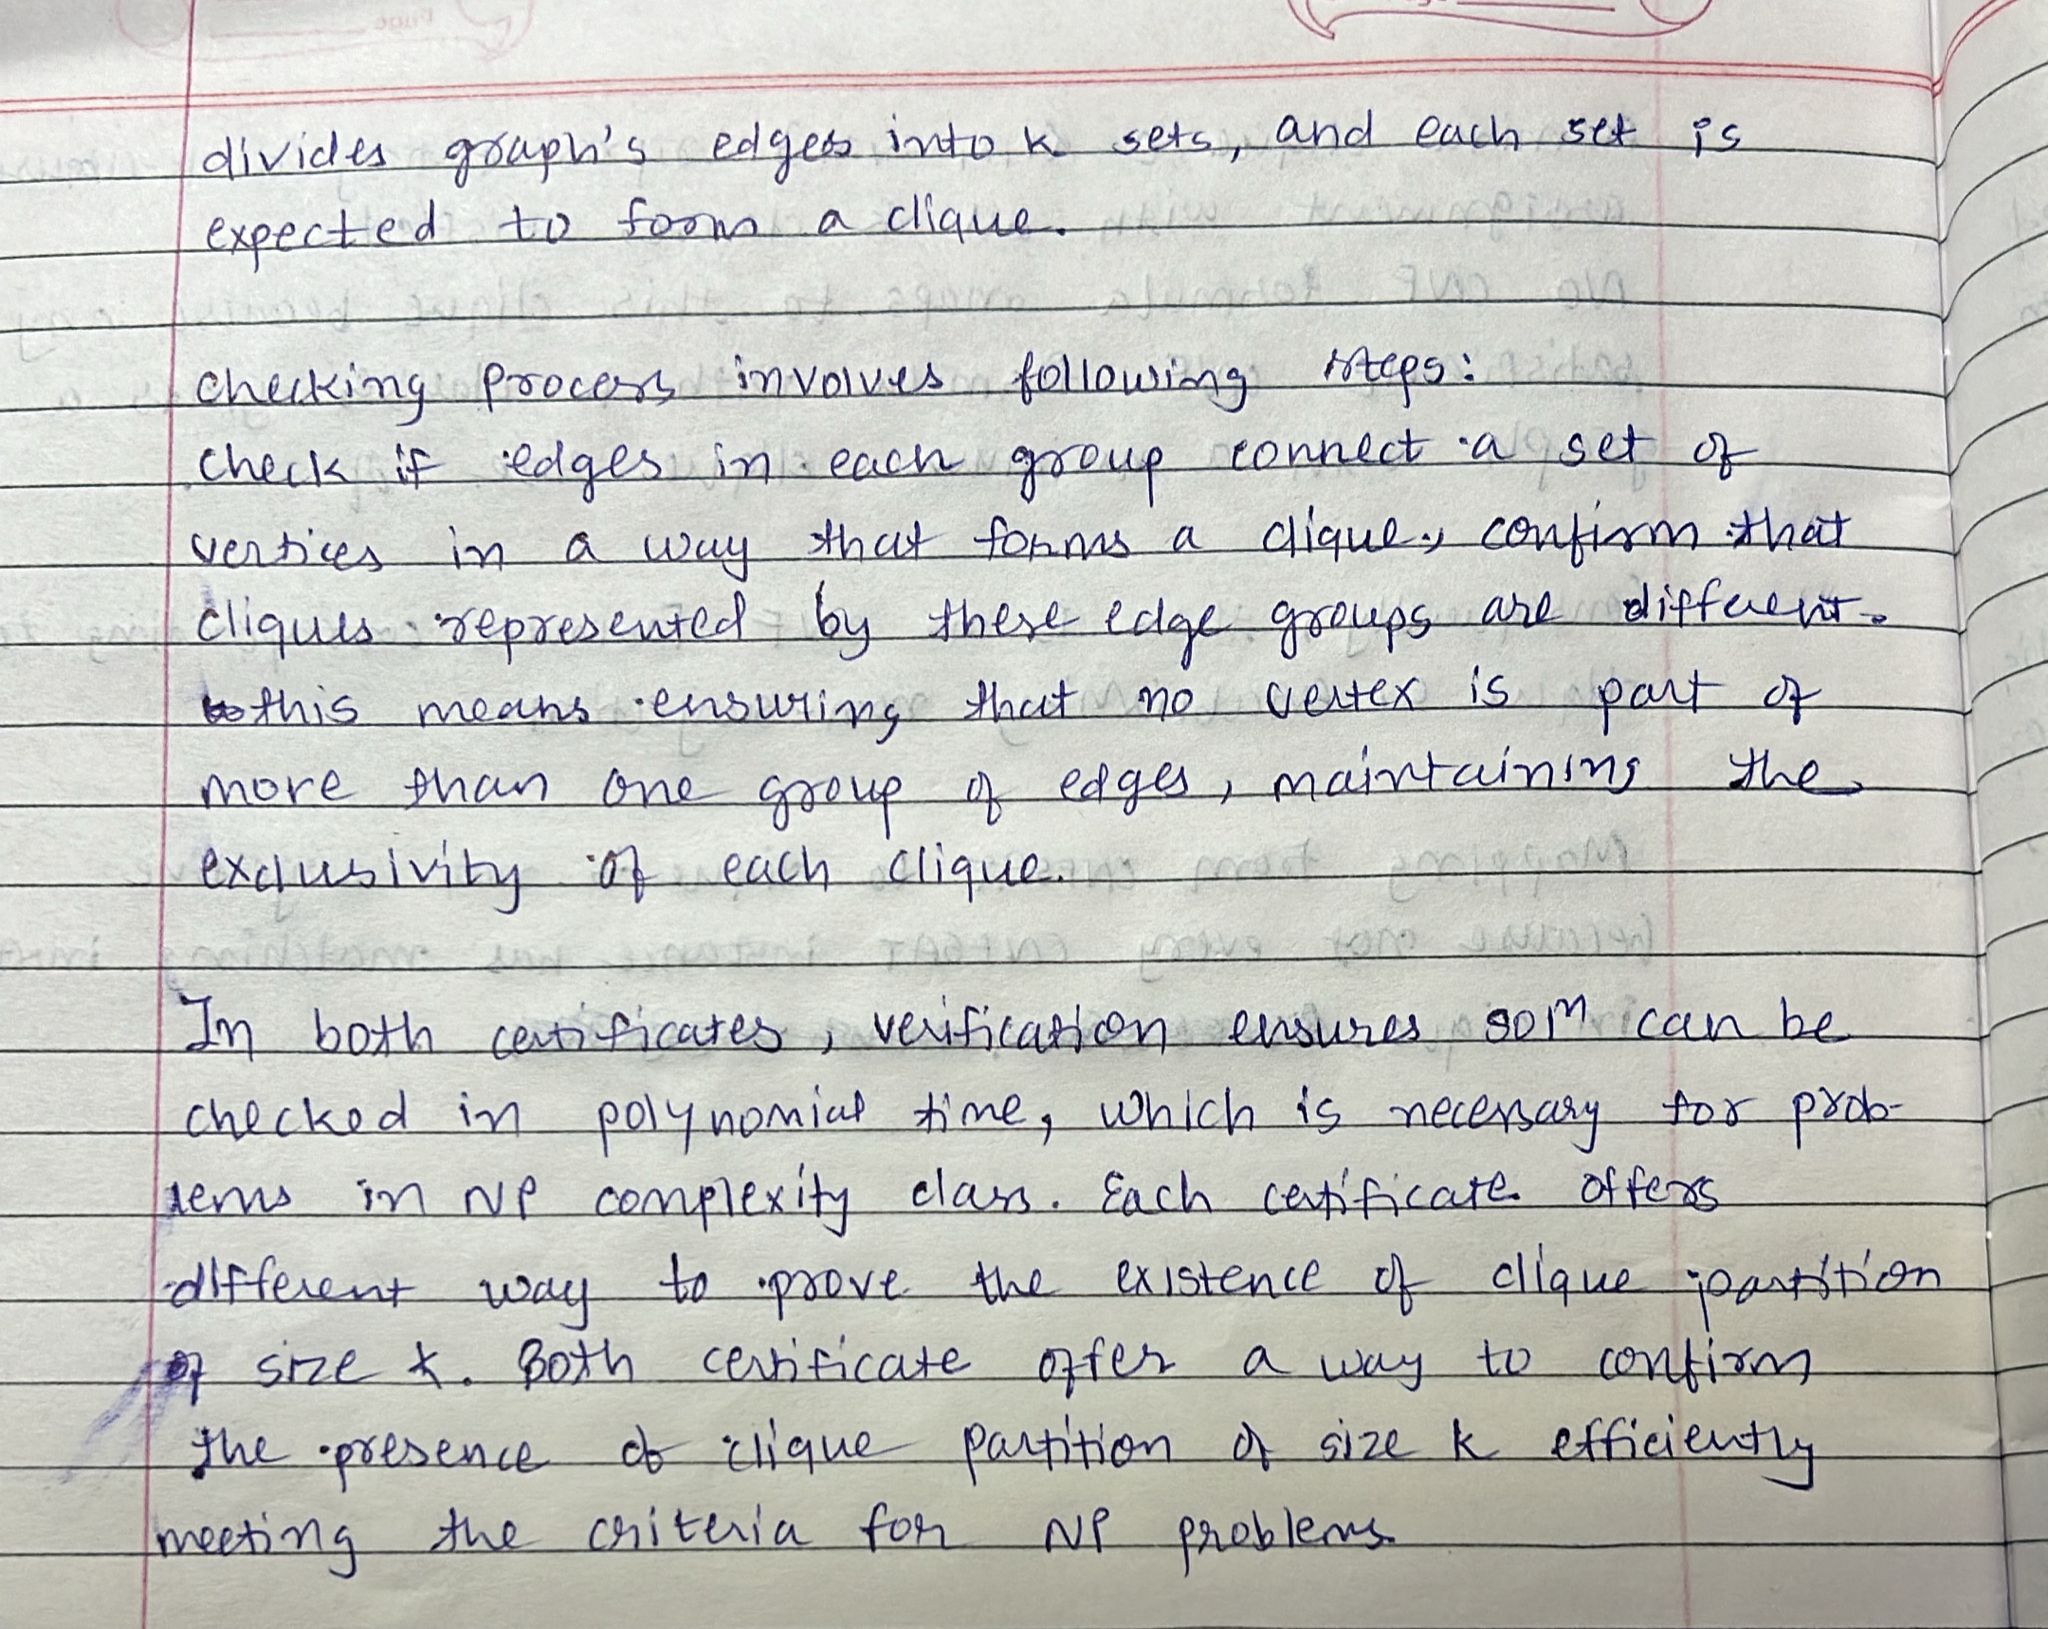 divides graph's edges into k sets, and each set is
expected to form a clique.
checking process involves following steps:
check if edges in each group connect a set of
vertices in a way that forms a clique, confirm that
cliques represented by these edge groups are different.
this means ensuring that no vertex is part of
more than one group of edges, maintaining the
exclusivity of each clique.
In both certificates, verification ensures solⁿ can be
checked in polynomial time, which is necessary for prob-
lems in NP complexity class. Each certificate offers
different way to prove the existence of clique partition
of size k. Both certificate offer a way to confirm
the presence of clique partition of size k efficiently
meeting the criteria for NP problems